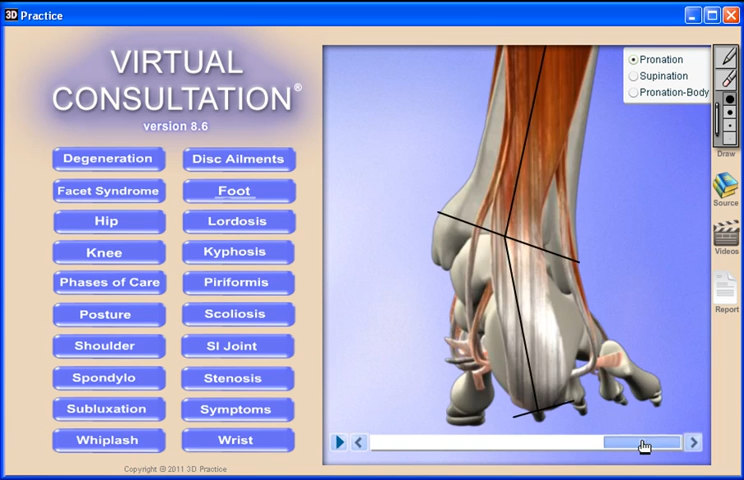 3D Practice
VIRTUAL
CONSULTATION®
version 8.6
Degeneration
Disc Ailments
Facet Syndrome
Foot
Hip
Lordosis
Knee
Kyphosis
Phases of Care
Piriformis
Posture
Scoliosis
Shoulder
SI Joint
Spondylo
Stenosis
Subluxation
Symptoms
Whiplash
Wrist
Copyright @ 2011 3D Practice
Pronation
Supination
Pronation-Body
Draw
Source
Videos
Report